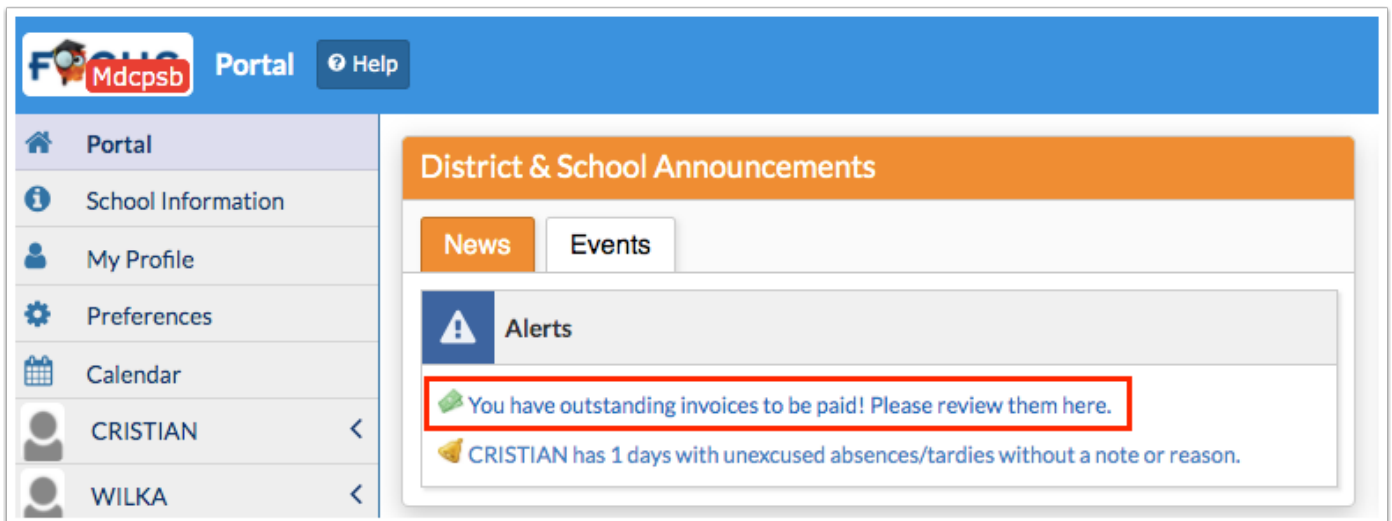 Mdcpsb
Portal
Help
Portal
School Information
My Profile
Preferences
Calendar
CRISTIAN
WILKA
District & School Announcements
News
Events
Alerts
You have outstanding invoices to be paid! Please review them here.
CRISTIAN has 1 days with unexcused absences/tardies without a note or reason.